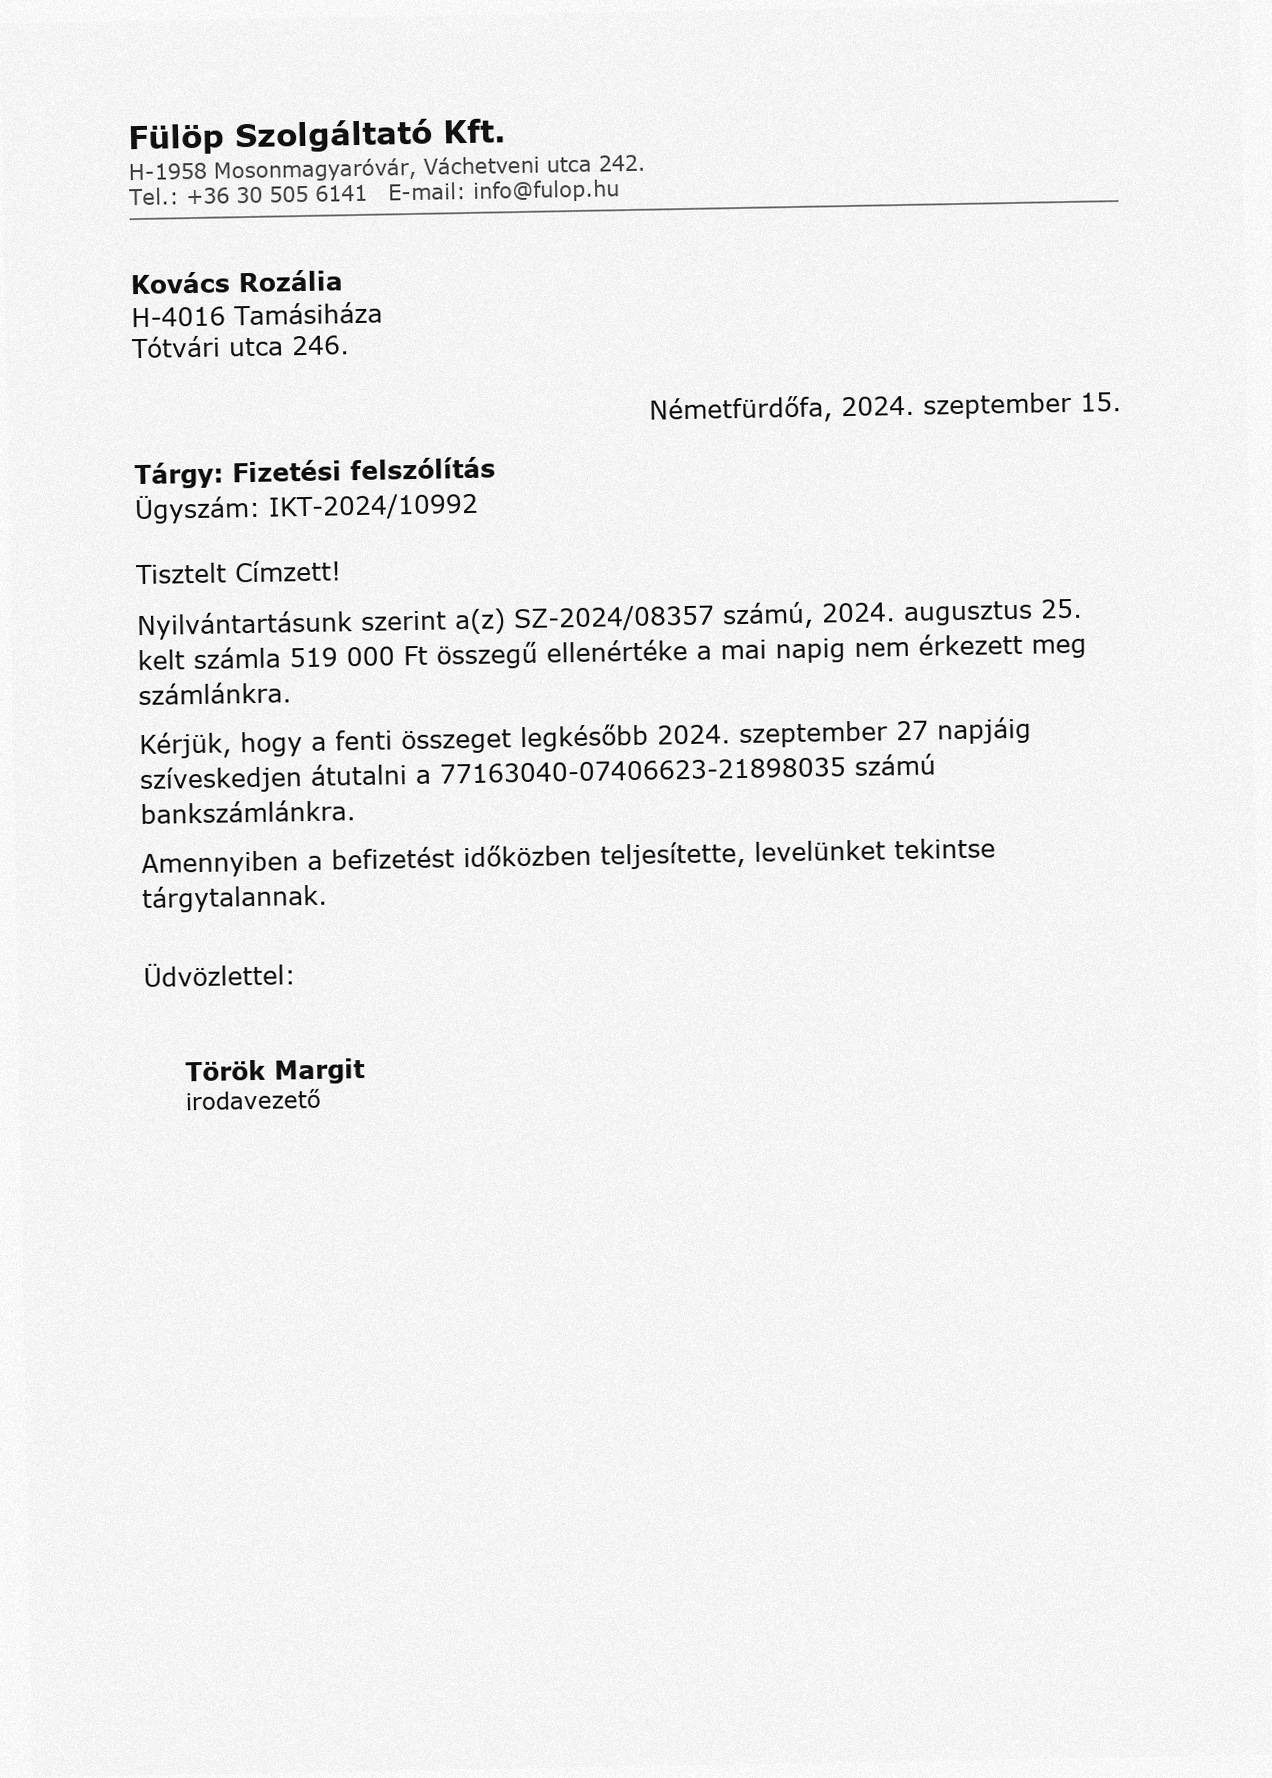 Fülöp Szolgáltató Kft.
H-1958 Mosonmagyaróvár, Váchetveni utca 242.
Tel.: +36 30 505 6141   E-mail: info@fulop.hu
Kovács Rozália
H-4016 Tamásiháza
Tótvári utca 246.
Németfürdőfa, 2024. szeptember 15.
Tárgy: Fizetési felszólítás
Ügyszám: IKT-2024/10992
Tisztelt Címzett!
Nyilvántartásunk szerint a(z) SZ-2024/08357 számú, 2024. augusztus 25.
kelt számla 519 000 Ft összegű ellenértéke a mai napig nem érkezett meg
számlánkra.
Kérjük, hogy a fenti összeget legkésőbb 2024. szeptember 27 napjáig
szíveskedjen átutalni a 77163040-07406623-21898035 számú
bankszámlánkra.
Amennyiben a befizetést időközben teljesítette, levelünket tekintse
tárgytalannak.
Üdvözlettel:
Török Margit
irodavezető